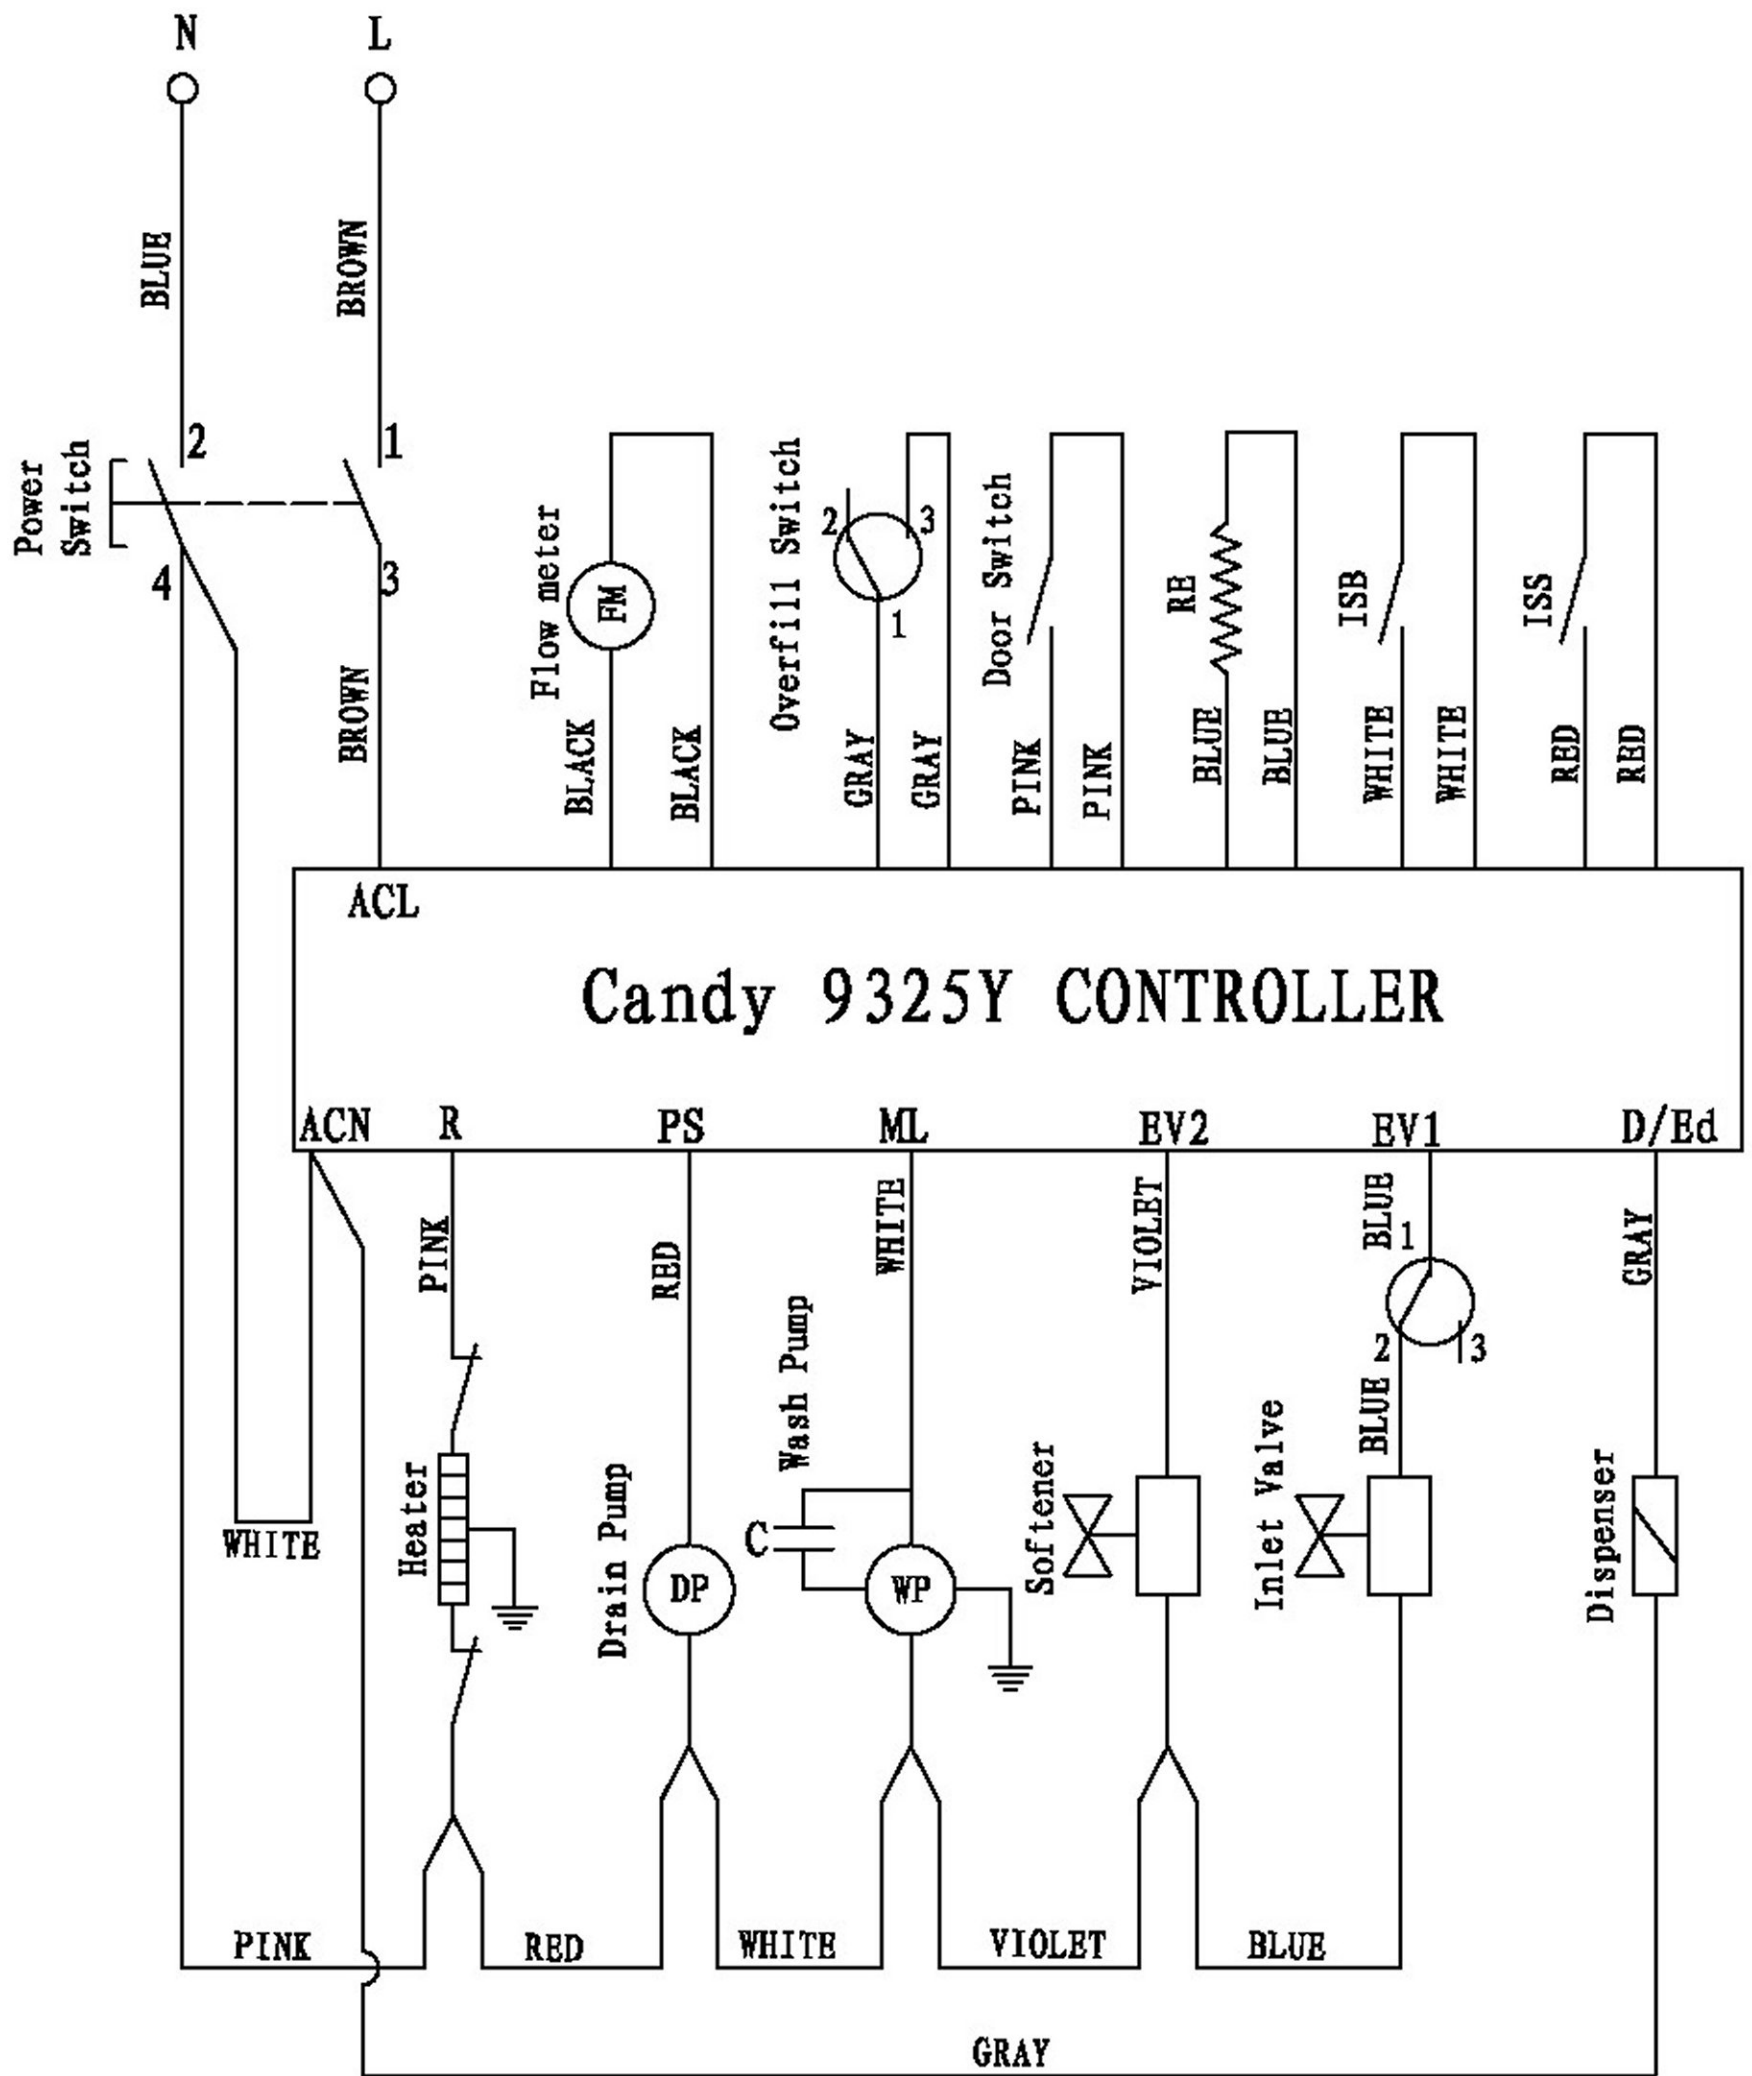 N
L
BLUE
BROWN
Power
Switch
2
1
4
3
BROWN
Flow meter
FM
BLACK
BLACK
Overfill Switch
2
3
1
GRAY
GRAY
Door Switch
PINK
PINK
RE
BLUE
BLUE
ISB
WHITE
WHITE
ISS
RED
RED
ACL
Candy 9325Y CONTROLLER
ACN
R
PS
ML
EV2
EV1
D/Ed
PINK
RED
WHITE
VIOLET
BLUE
1
GRAY
2
3
BLUE
WHITE
Heater
Drain Pump
DP
Wash Pump
C
WP
Softener
Inlet Valve
Dispenser
PINK
RED
WHITE
VIOLET
BLUE
GRAY